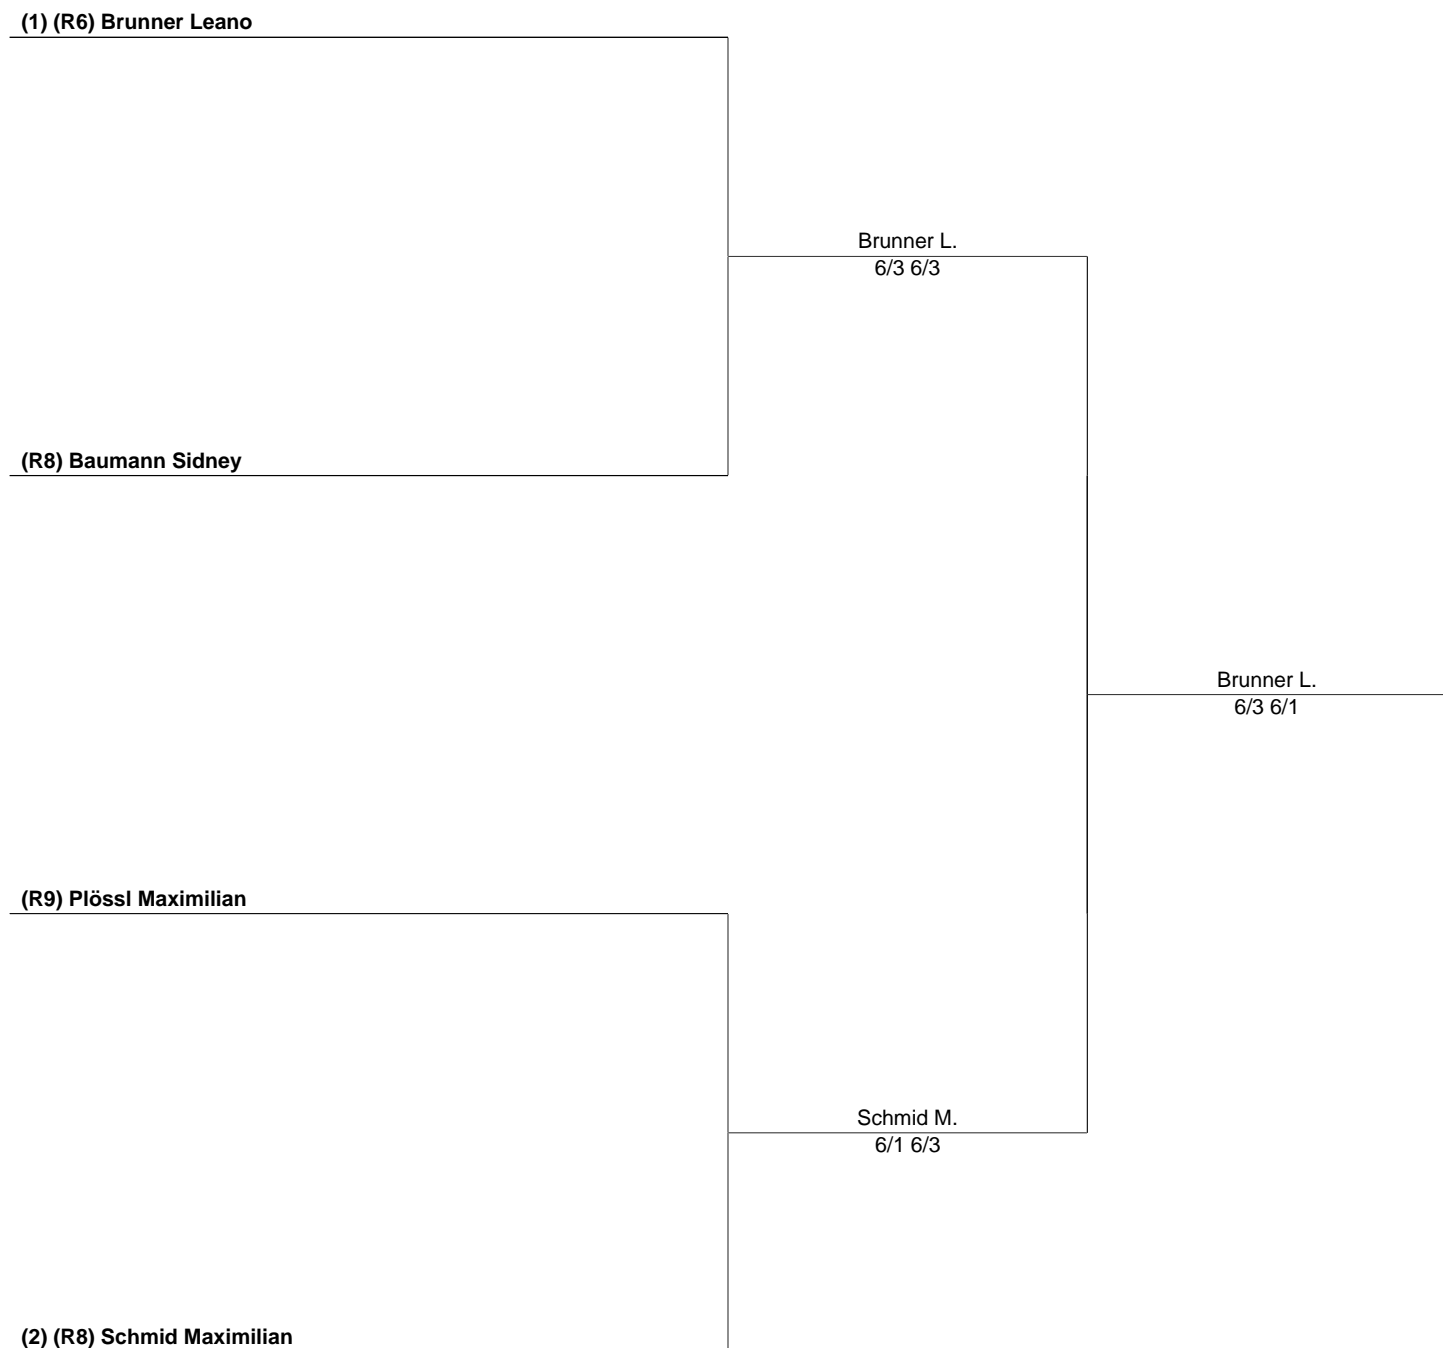 (1) (R6) Brunner Leano
Brunner L.
6/3 6/3
(R8) Baumann Sidney
Brunner L.
6/3 6/1
(R9) Plössl Maximilian
Schmid M.
6/1 6/3
(2) (R8) Schmid Maximilian